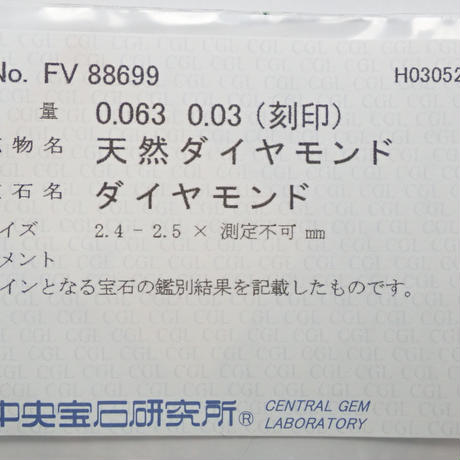 No. FV 88699 H03052
量 0.063 0.03 (刻印)
物名 天然ダイヤモンド
石名 ダイヤモンド
イズ 2.4 - 2.5 × 測定不可 mm
メント
インとなる宝石の鑑別結果を記載したものです。
中央宝石研究所® CENTRAL GEM
LABORATORY